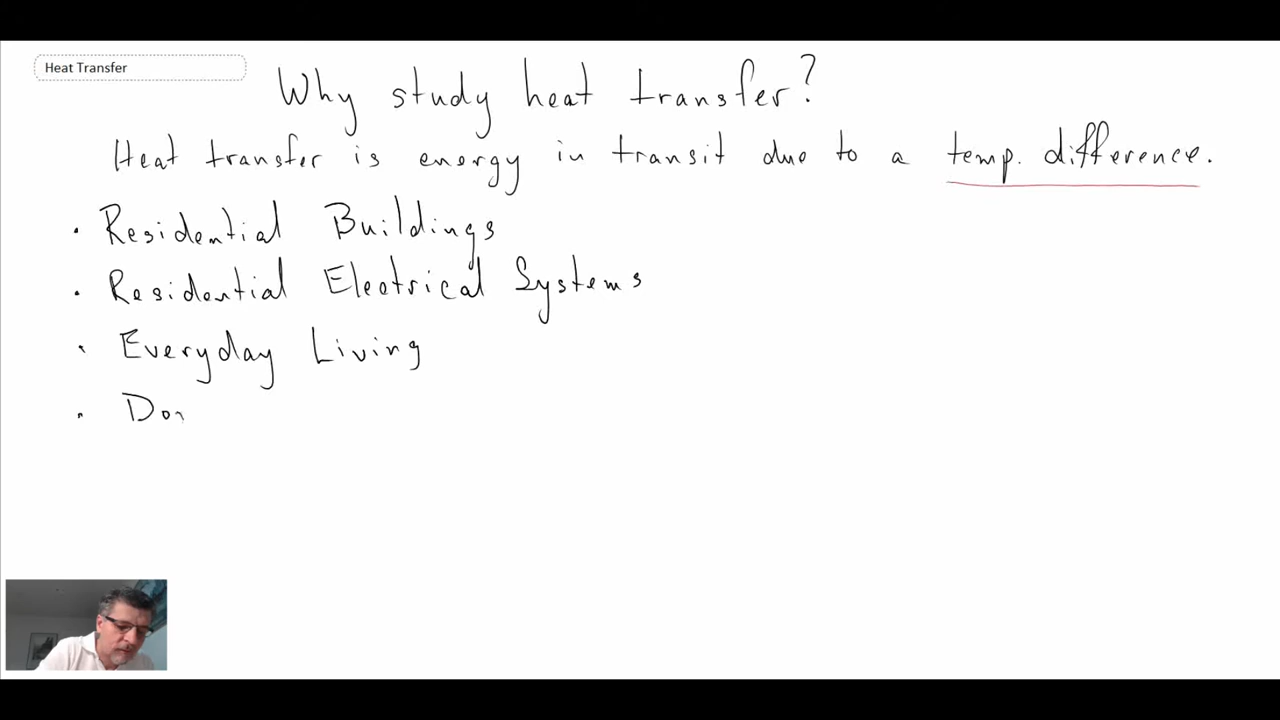 Heat Transfer
Why study heat transfer?
Heat transfer is energy in transit due to a temp. difference.
· Residential Buildings
· Residential Electrical Systems
· Everyday Living
·